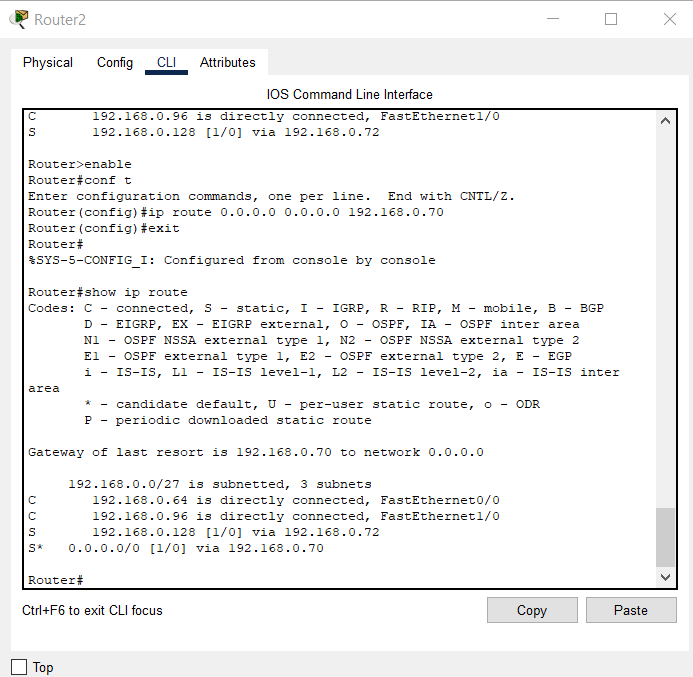 Router2
Physical Config CLI Attributes
IOS Command Line Interface
C 192.168.0.96 is directly connected, FastEthernet1/0
S 192.168.0.128 [1/0] via 192.168.0.72
Router>enable
Router#conf t
Enter configuration commands, one per line. End with CNTL/Z.
Router(config)#ip route 0.0.0.0 0.0.0.0 192.168.0.70
Router(config)#exit
Router#
%SYS-5-CONFIG_I: Configured from console by console
Router#show ip route
Codes: C - connected, S - static, I - IGRP, R - RIP, M - mobile, B - BGP
D - EIGRP, EX - EIGRP external, O - OSPF, IA - OSPF inter area
N1 - OSPF NSSA external type 1, N2 - OSPF NSSA external type 2
E1 - OSPF external type 1, E2 - OSPF external type 2, E - EGP
i - IS-IS, L1 - IS-IS level-1, L2 - IS-IS level-2, ia - IS-IS inter
area
* - candidate default, U - per-user static route, o - ODR
P - periodic downloaded static route
Gateway of last resort is 192.168.0.70 to network 0.0.0.0
192.168.0.0/27 is subnetted, 3 subnets
C 192.168.0.64 is directly connected, FastEthernet0/0
C 192.168.0.96 is directly connected, FastEthernet1/0
S 192.168.0.128 [1/0] via 192.168.0.72
S* 0.0.0.0/0 [1/0] via 192.168.0.70
Router#
Ctrl+F6 to exit CLI focus
Copy
Paste
Top